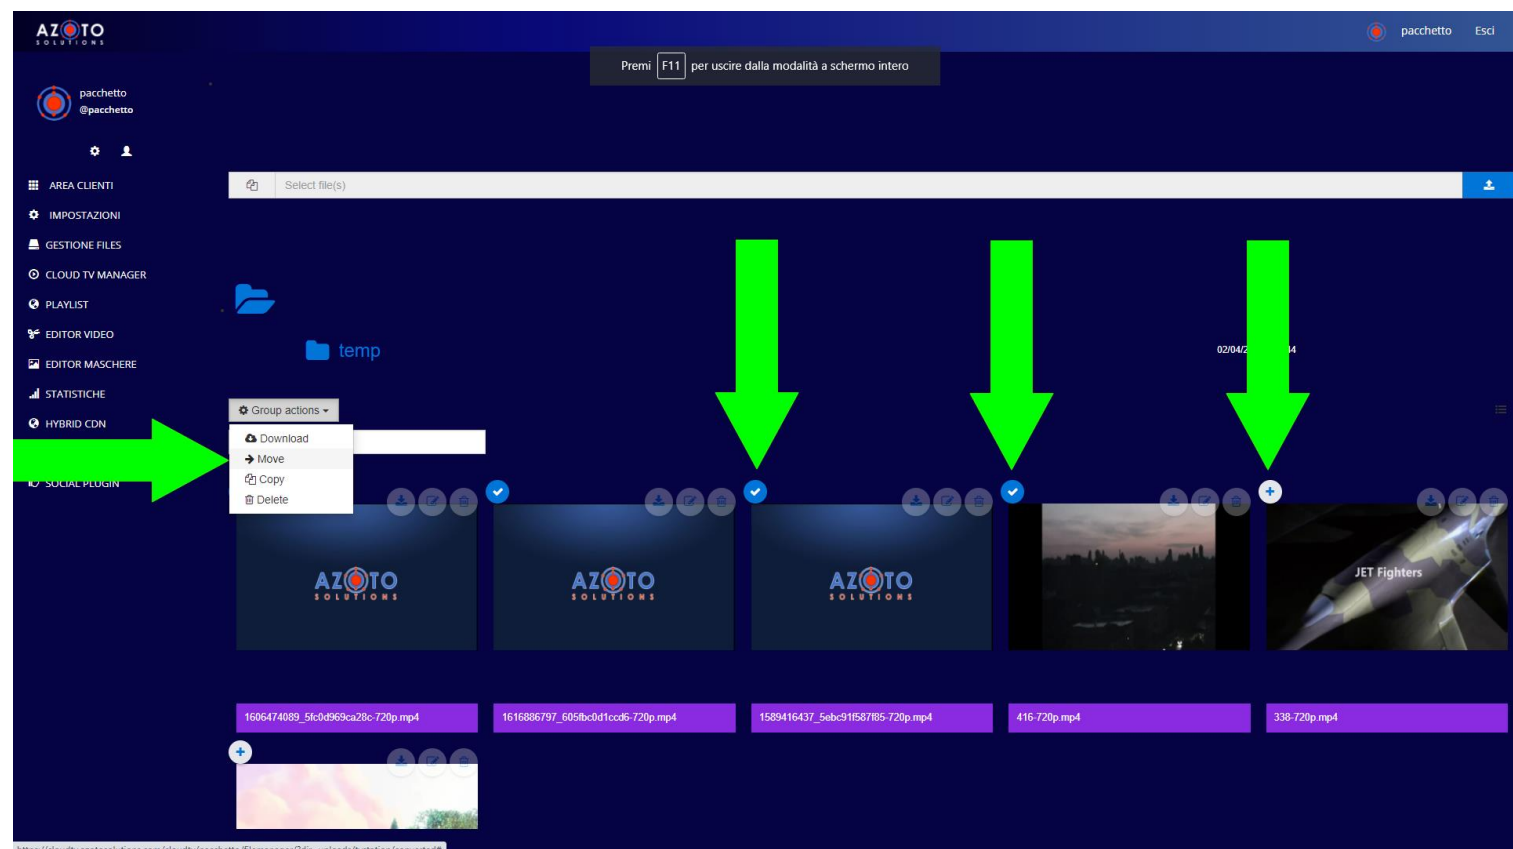 AZOTO
SOLUTIONS
pacchetto Esci
Premi F11 per uscire dalla modalità a schermo intero
pacchetto
@pacchetto
AREA CLIENTI
Select file(s)
IMPOSTAZIONI
GESTIONE FILES
CLOUD TV MANAGER
PLAYLIST
EDITOR VIDEO
temp
EDITOR MASCHERE
STATISTICHE
Group actions
HYBRID CDN
Download
Move
Copy
SOCIAL PLUGIN
Delete
AZOTO
SOLUTIONS
AZOTO
SOLUTIONS
AZOTO
SOLUTIONS
JET Fighters
1606474089_5fc0d969ca28c-720p.mp4
1616886797_605fbc0d1ccd6-720p.mp4
1589416437_5ebc91f587f85-720p.mp4
416-720p.mp4
338-720p.mp4